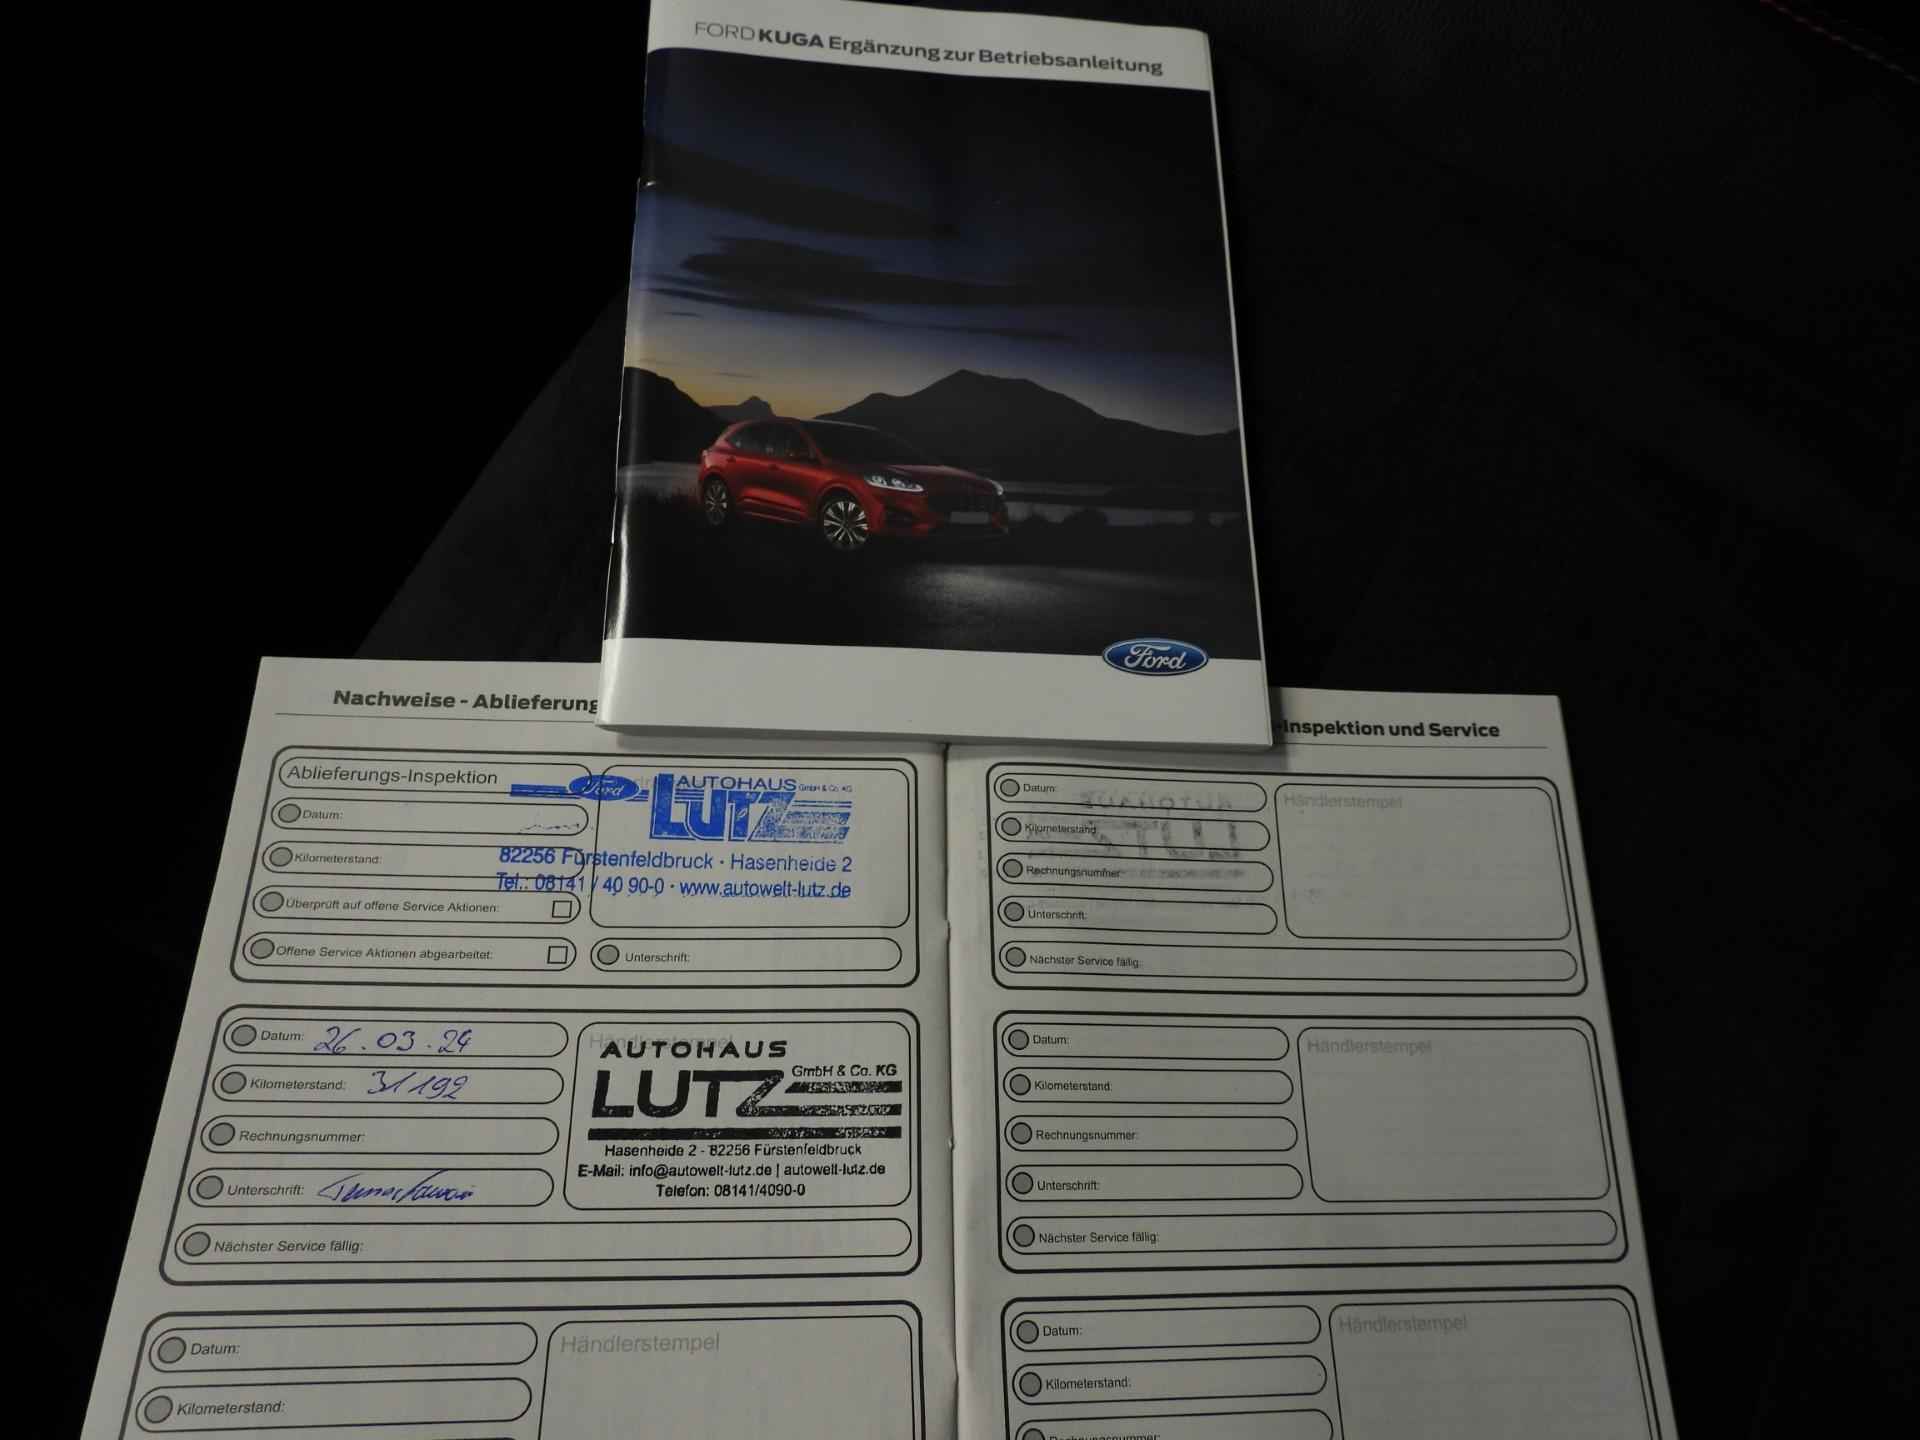 FORD KUGA Ergänzung zur Betriebsanleitung
Ford
Nachweise - Ablieferung
Ablieferungs-Inspektion
Datum:
Kilometerstand:
Überprüft auf offene Service Aktionen:
Offene Service Aktionen abgearbeitet:
Unterschrift:
Ford
AUTOHAUS GmbH & Co. KG
LUTZ
82256 Fürstenfeldbruck · Hasenheide 2
Tel.: 08141 / 40 90-0 · www.autowelt-lutz.de
Datum: 26.03.24
Kilometerstand: 31192
Rechnungsnummer:
Unterschrift:
Nächster Service fällig:
Händlerstempel
AUTOHAUS
LUTZ GmbH & Co. KG
Hasenheide 2 - 82256 Fürstenfeldbruck
E-Mail: info@autowelt-lutz.de | autowelt-lutz.de
Telefon: 08141/4090-0
Datum:
Kilometerstand:
Händlerstempel
-Inspektion und Service
Datum:
Kilometerstand:
Rechnungsnummer:
Unterschrift:
Nächster Service fällig:
Händlerstempel
Datum:
Kilometerstand:
Rechnungsnummer:
Unterschrift:
Nächster Service fällig:
Händlerstempel
Datum:
Kilometerstand:
Rechnungsnummer:
Händlerstempel